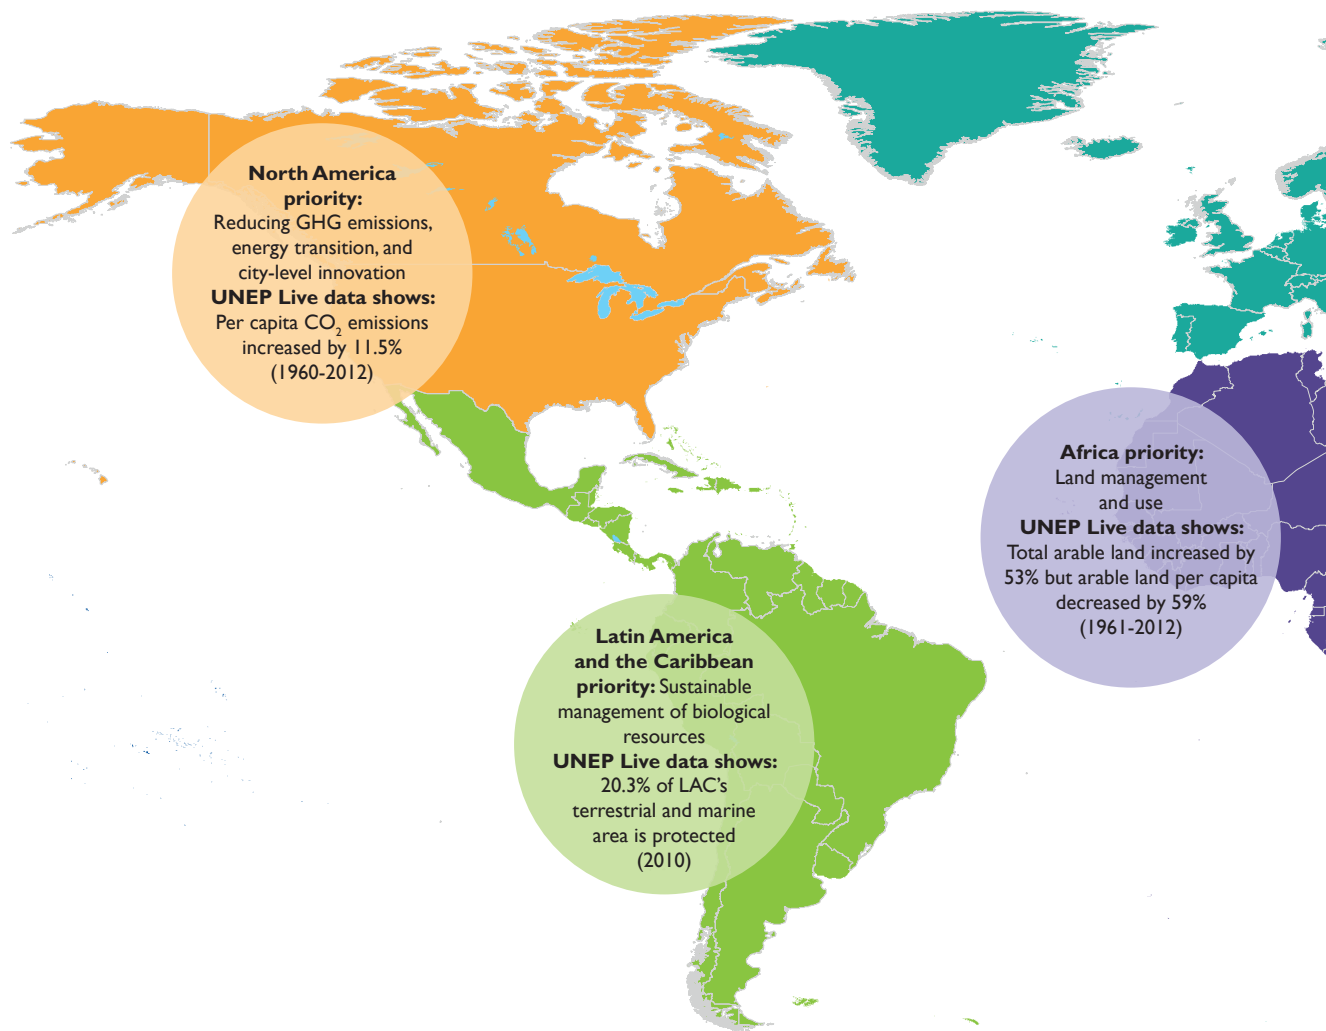 North America
priority:
Reducing GHG emissions,
energy transition, and
city-level innovation
UNEP Live data shows:
Per capita CO₂ emissions
increased by 11.5%
(1960-2012)
Africa priority:
Land management
and use
UNEP Live data shows:
Total arable land increased by
53% but arable land per capita
decreased by 59%
(1961-2012)
Latin America
and the Caribbean
priority: Sustainable
management of biological
resources
UNEP Live data shows:
20.3% of LAC’s
terrestrial and marine
area is protected
(2010)